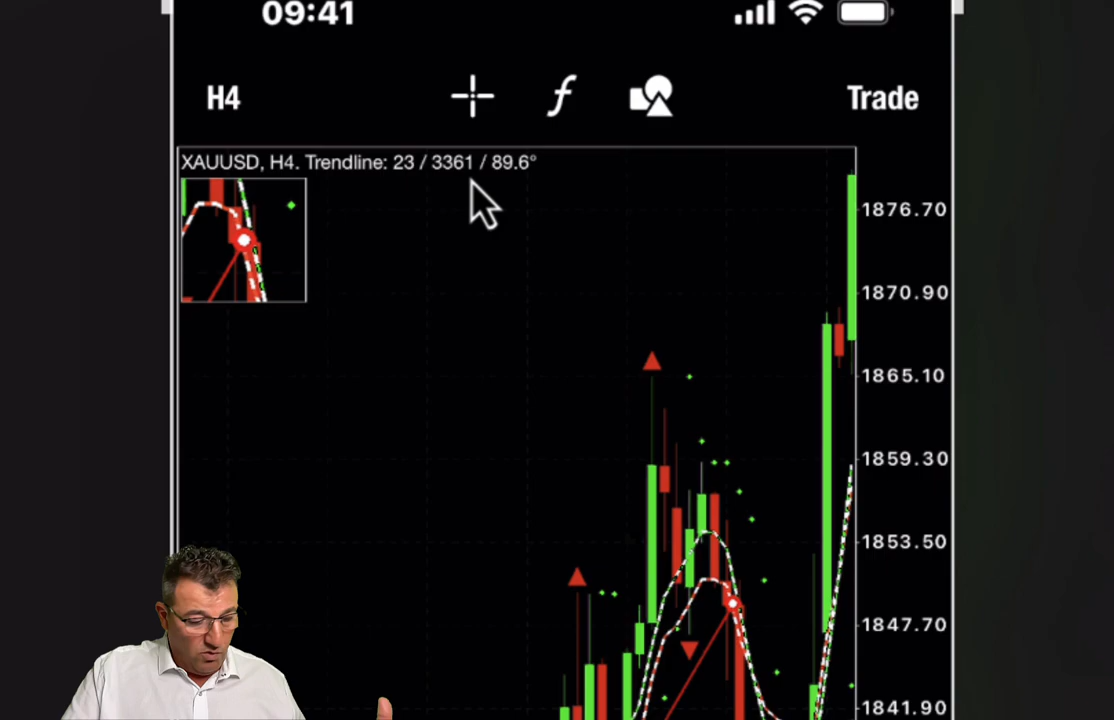 09:41
H4
f
Trade
XAUUSD, H4. Trendline: 23 / 3361 / 89.6°
1876.70
1870.90
1865.10
1859.30
1853.50
1847.70
1841.90